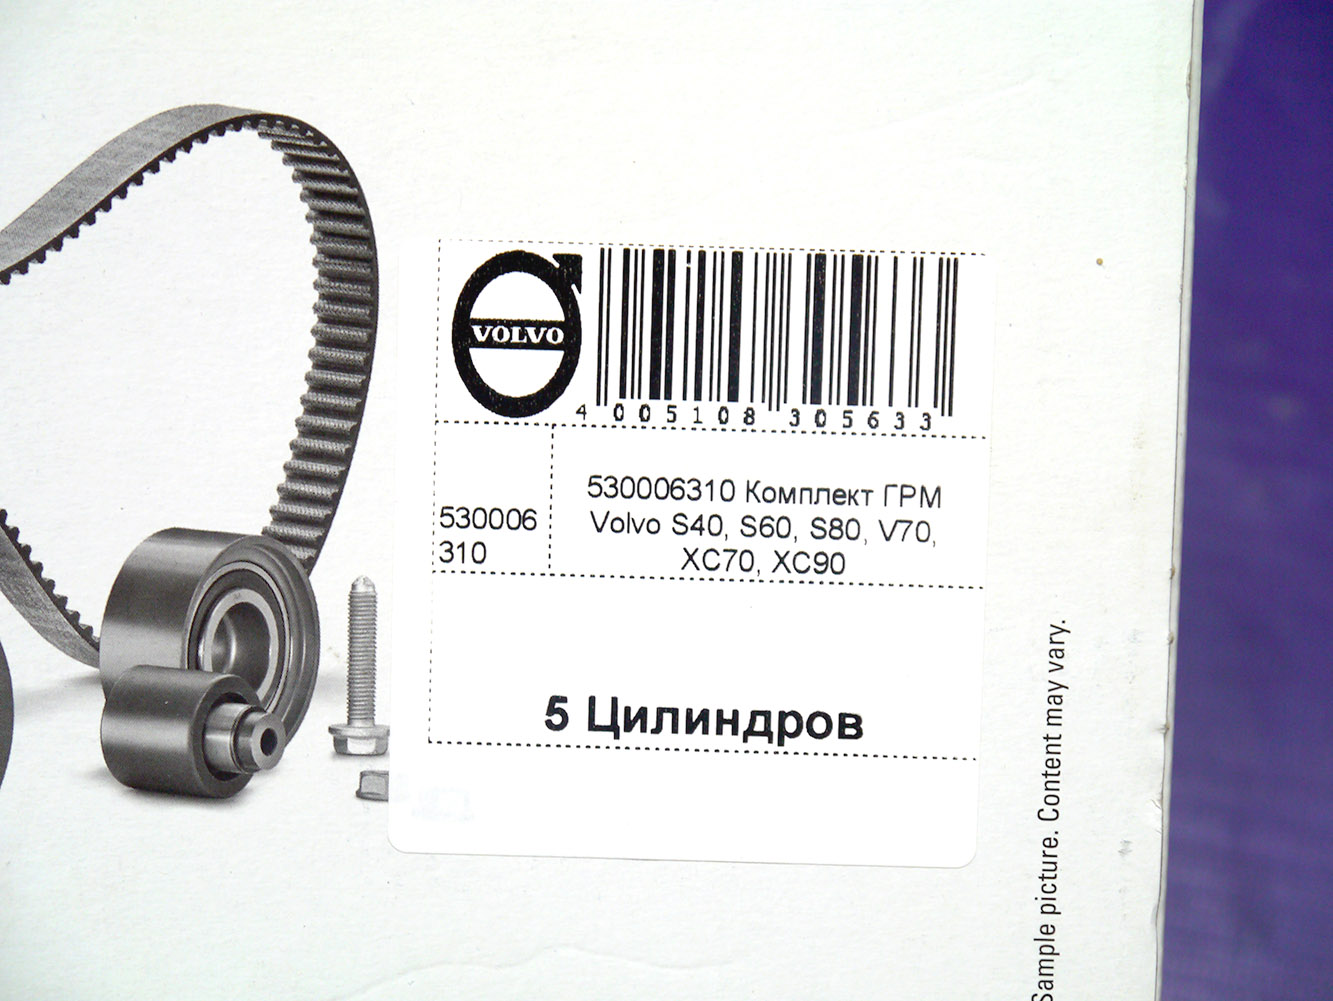 VOLVO
4 005108 305633
530006
310
530006310 Комплект ГРМ
Volvo S40, S60, S80, V70,
XC70, XC90
5 Цилиндров
Sample picture. Content may vary.